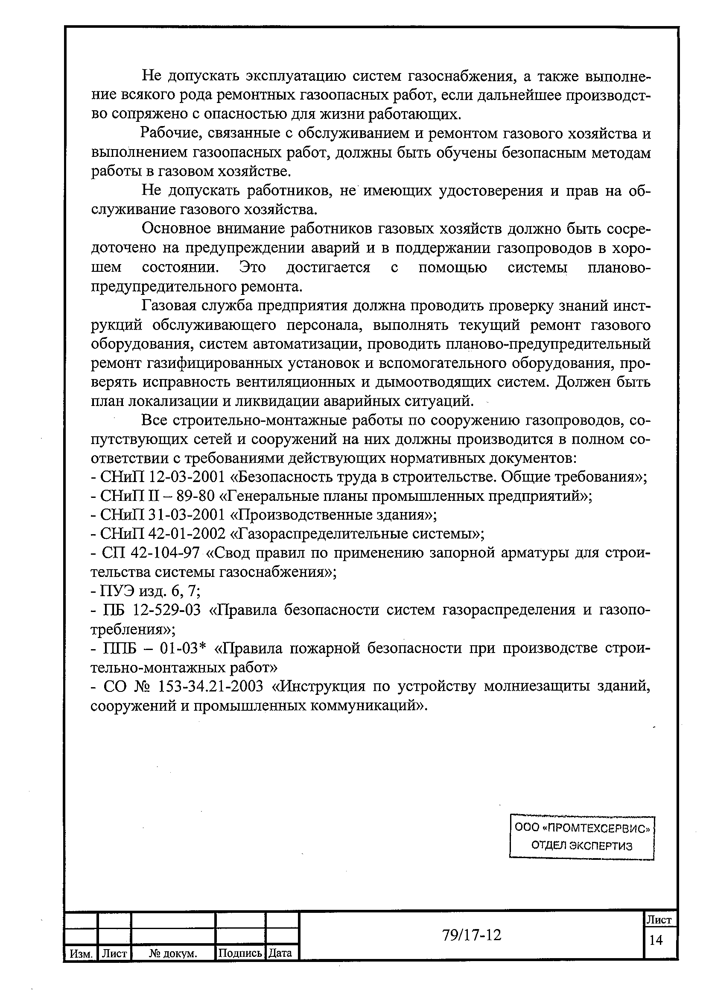 Не допускать эксплуатацию систем газоснабжения, а также выполне-
ние всякого рода ремонтных газоопасных работ, если дальнейшее производст-
во сопряжено с опасностью для жизни работающих.
Рабочие, связанные с обслуживанием и ремонтом газового хозяйства и
выполнением газоопасных работ, должны быть обучены безопасным методам
работы в газовом хозяйстве.
Не допускать работников, не имеющих удостоверения и прав на об-
служивание газового хозяйства.
Основное внимание работников газовых хозяйств должно быть сосре-
доточено на предупреждении аварий и в поддержании газопроводов в хоро-
шем состоянии. Это достигается с помощью системы планово-
предупредительного ремонта.
Газовая служба предприятия должна проводить проверку знаний инст-
рукций обслуживающего персонала, выполнять текущий ремонт газового
оборудования, систем автоматизации, проводить планово-предупредительный
ремонт газифицированных установок и вспомогательного оборудования, про-
верять исправность вентиляционных и дымоотводящих систем. Должен быть
план локализации и ликвидации аварийных ситуаций.
Все строительно-монтажные работы по сооружению газопроводов, со-
путствующих сетей и сооружений на них должны производится в полном со-
ответствии с требованиями действующих нормативных документов:
- СНиП 12-03-2001 «Безопасность труда в строительстве. Общие требования»;
- СНиП II – 89-80 «Генеральные планы промышленных предприятий»;
- СНиП 31-03-2001 «Производственные здания»;
- СНиП 42-01-2002 «Газораспределительные системы»;
- СП 42-104-97 «Свод правил по применению запорной арматуры для строи-
тельства системы газоснабжения»;
- ПУЭ изд. 6, 7;
- ПБ 12-529-03 «Правила безопасности систем газораспределения и газопо-
требления»;
- ППБ – 01-03* «Правила пожарной безопасности при производстве строи-
тельно-монтажных работ»
- СО № 153-34.21-2003 «Инструкция по устройству молниезащиты зданий,
сооружений и промышленных коммуникаций».
ООО «ПРОМТЕХСЕРВИС»
ОТДЕЛ ЭКСПЕРТИЗ
Изм. Лист № докум. Подпись Дата
79/17-12
Лист
14